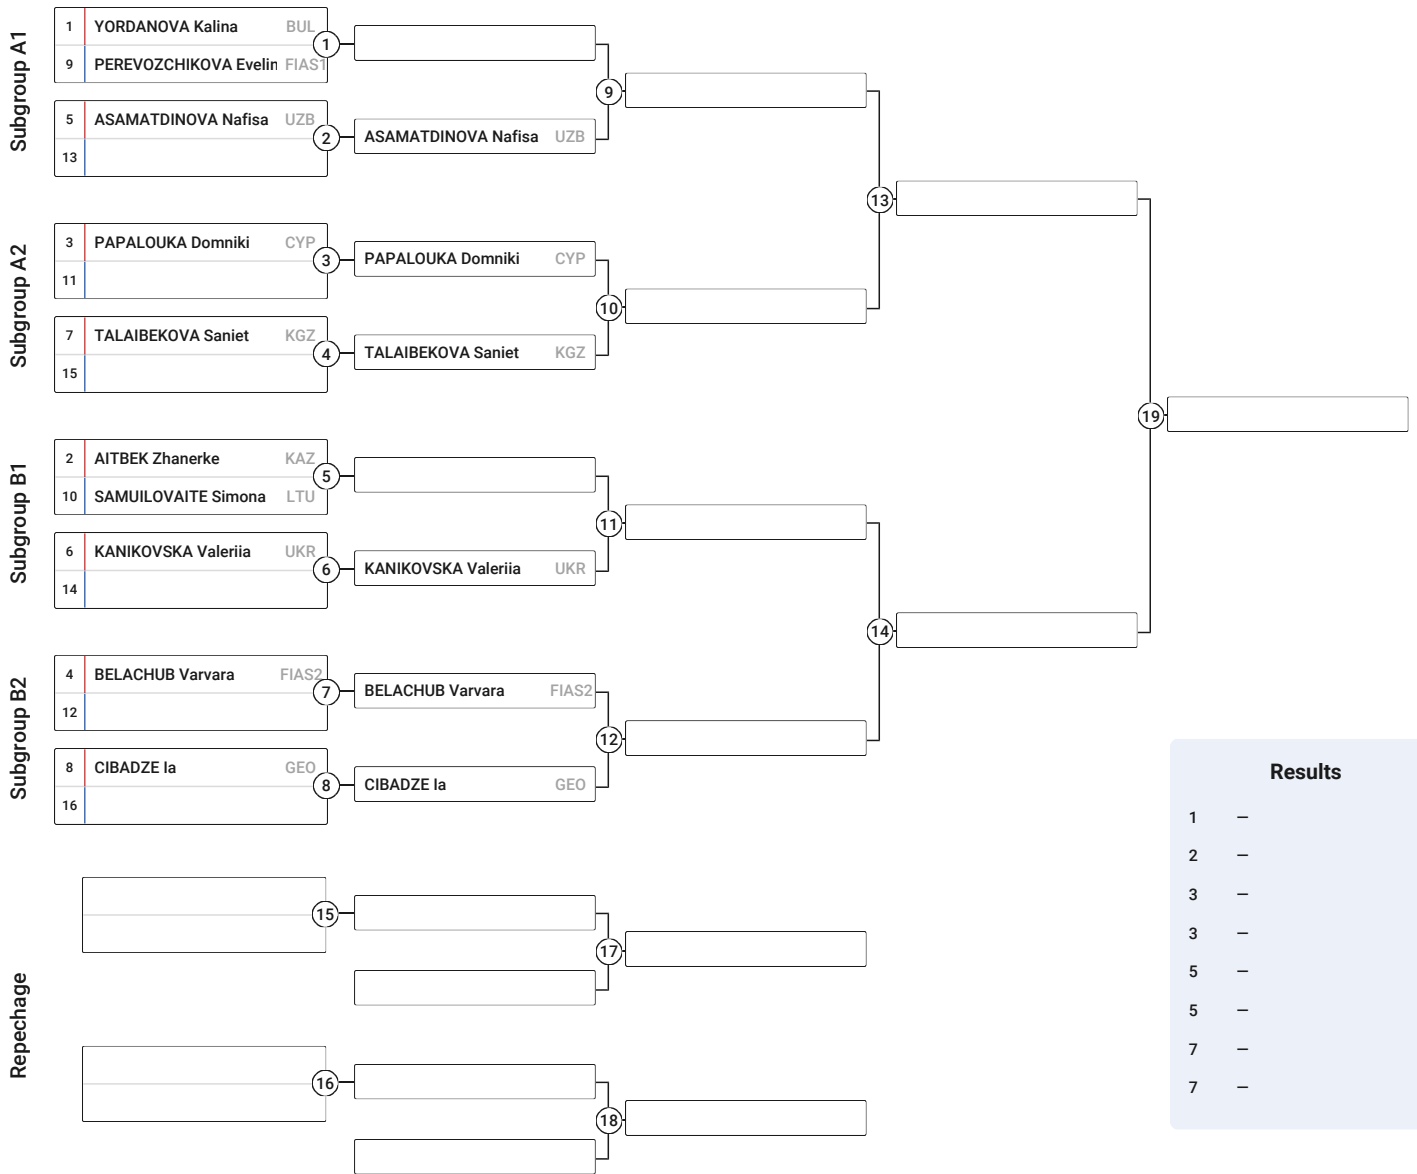 Subgroup A1
1 YORDANOVA Kalina BUL
9 PEREVOZCHIKOVA Evelin FIAS1
1
5 ASAMATDINOVA Nafisa UZB
13
2
ASAMATDINOVA Nafisa UZB
9
Subgroup A2
3 PAPALOUKA Domniki CYP
11
3
PAPALOUKA Domniki CYP
7 TALAIBEKOVA Saniet KGZ
15
4
TALAIBEKOVA Saniet KGZ
10
13
Subgroup B1
2 AITBEK Zhanerke KAZ
10 SAMUILOVAITE Simona LTU
5
6 KANIKOVSKA Valeriia UKR
14
6
KANIKOVSKA Valeriia UKR
11
Subgroup B2
4 BELACHUB Varvara FIAS2
12
7
BELACHUB Varvara FIAS2
8 CIBADZE Ia GEO
16
8
CIBADZE Ia GEO
12
14
19
Repechage
15
17
16
18
Results
1 –
2 –
3 –
3 –
5 –
5 –
7 –
7 –